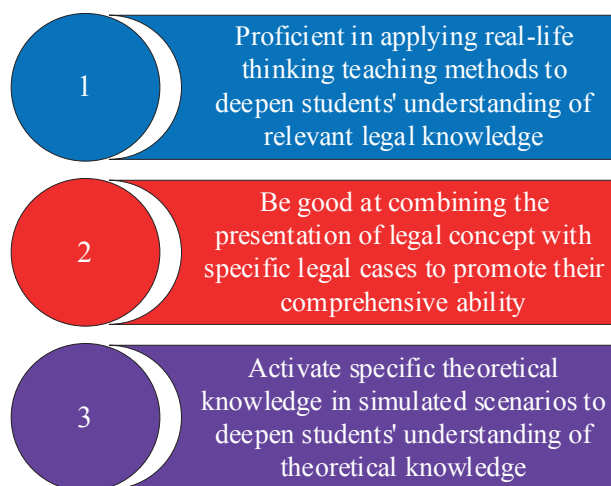 1
Proficient in applying real-life
thinking teaching methods to
deepen students' understanding of
relevant legal knowledge
2
Be good at combining the
presentation of legal concept with
specific legal cases to promote their
comprehensive ability
3
Activate specific theoretical
knowledge in simulated scenarios to
deepen students' understanding of
theoretical knowledge